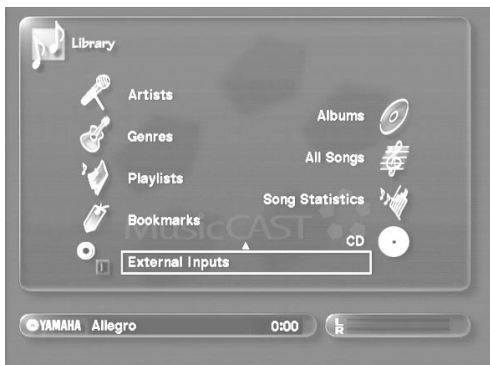 Library
Artists
Genres
Playlists
Bookmarks
External Inputs
Albums
All Songs
Song Statistics
CD
MusicCAST
YAMAHA Allegro 0:00
L
R